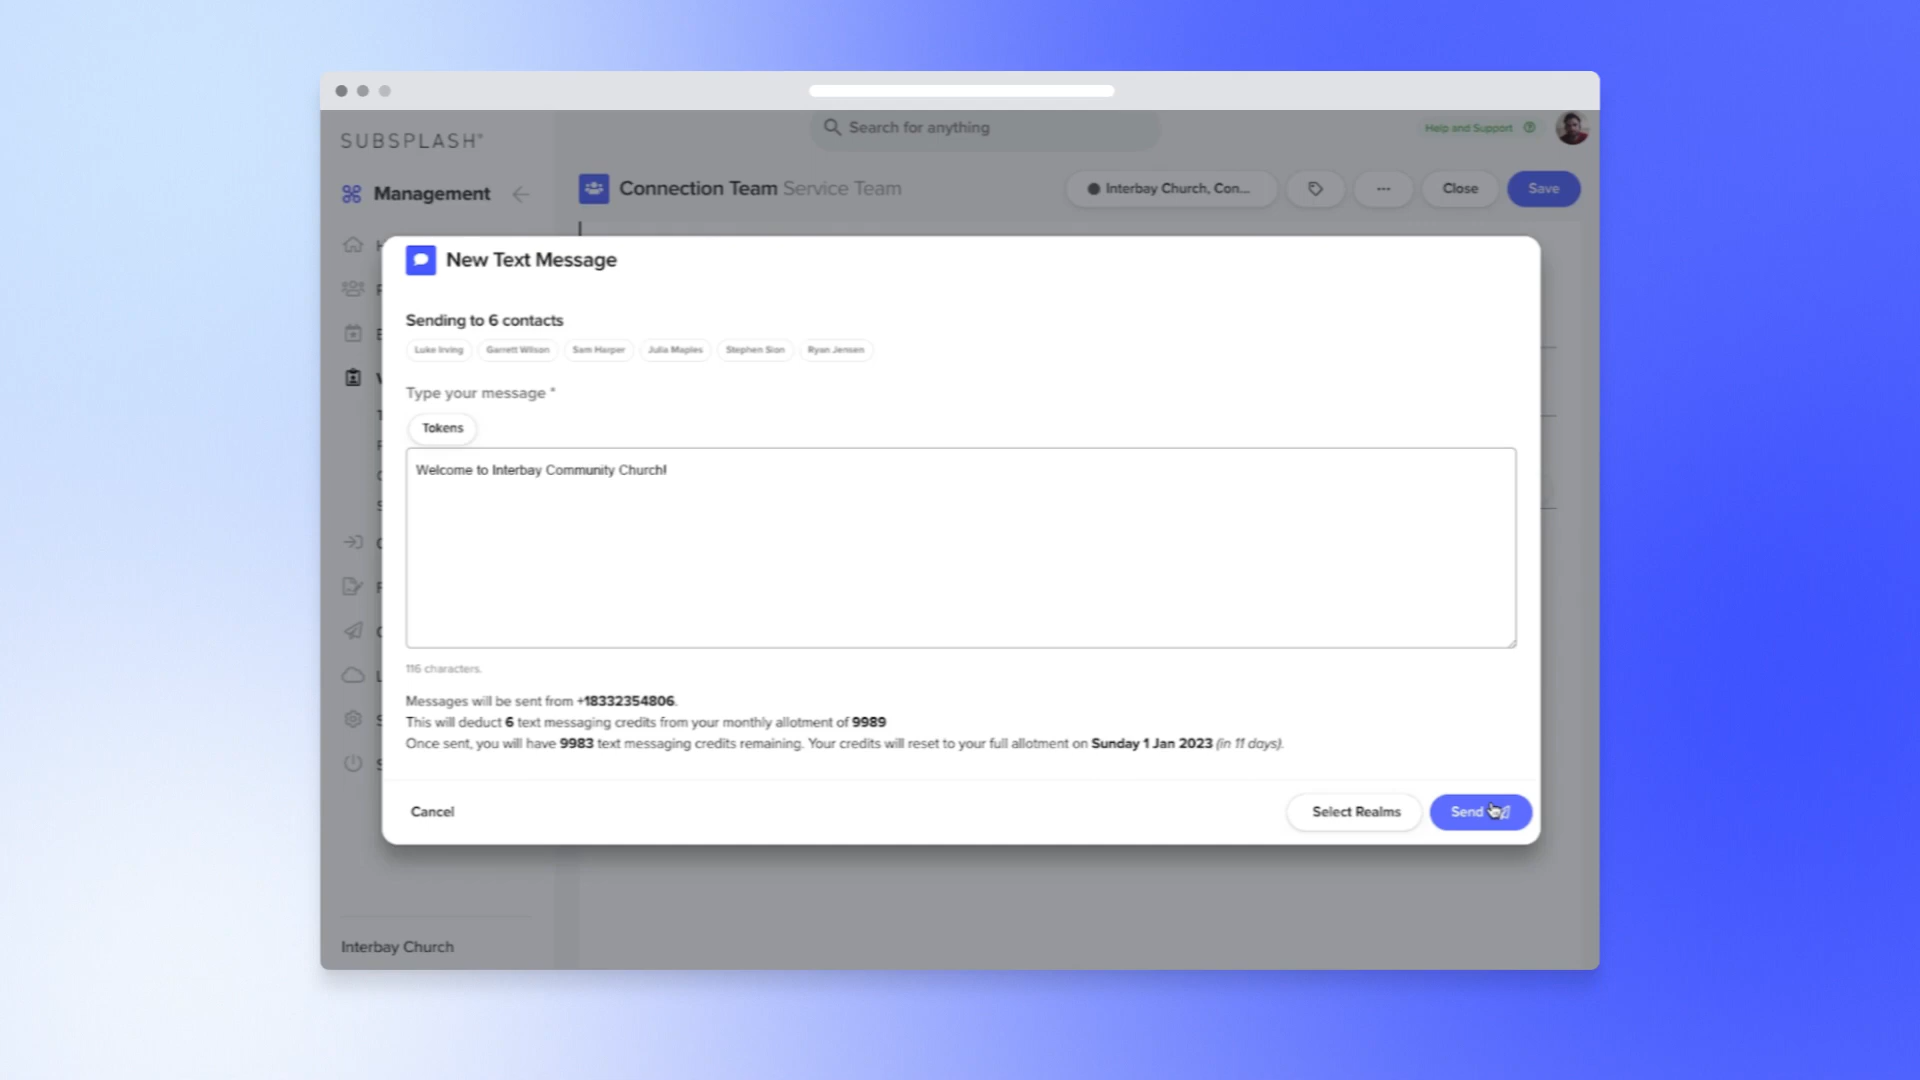 SUBSPLASH®
Search for anything
Help and Support
Management
Connection Team Service Team
Interbay Church, Con...
Close
Save
New Text Message
Sending to 6 contacts
Luke Irving
Garrett Wilson
Sam Harper
Julia Maples
Stephen Sion
Ryan Jensen
Type your message *
Tokens
Welcome to Interbay Community Church!
116 characters.
Messages will be sent from +18332354806.
This will deduct 6 text messaging credits from your monthly allotment of 9989
Once sent, you will have 9983 text messaging credits remaining. Your credits will reset to your full allotment on Sunday 1 Jan 2023 (in 11 days).
Cancel
Select Realms
Send
Interbay Church